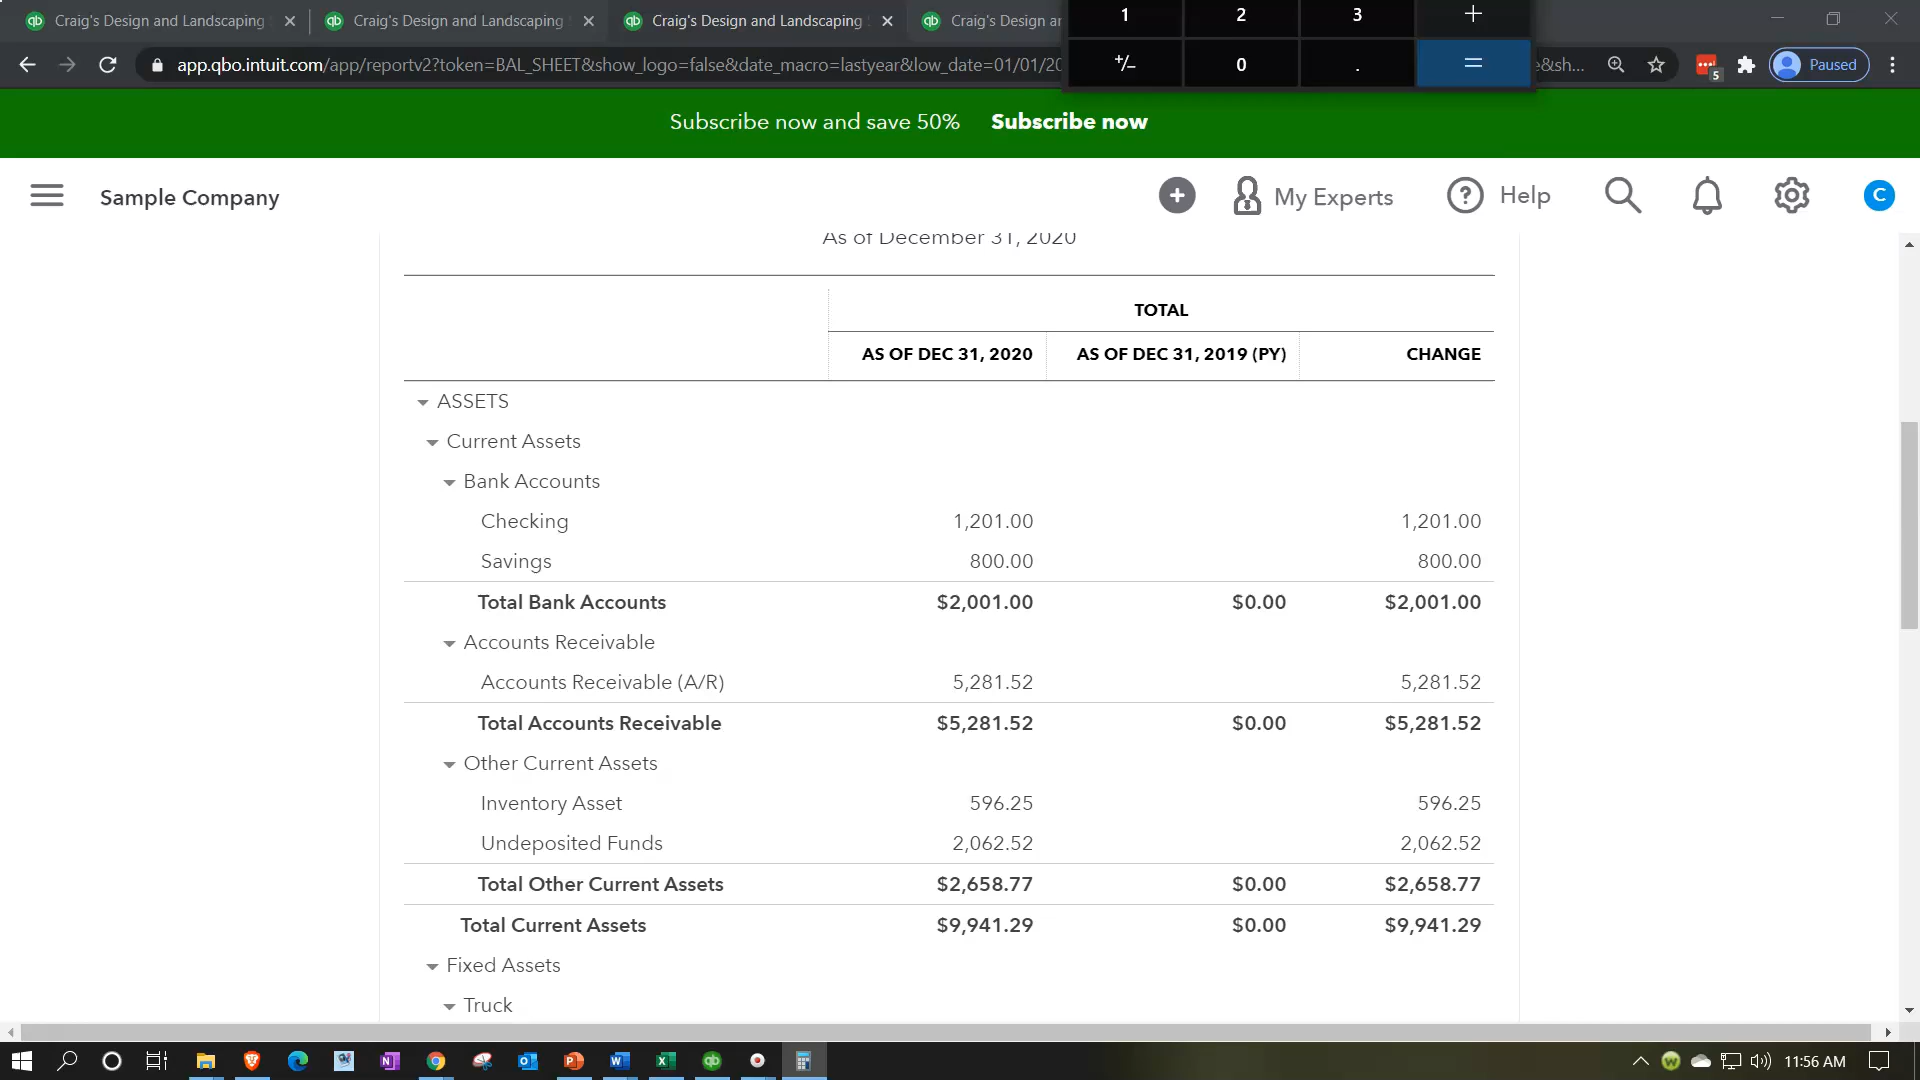 Craig's Design and Landscaping
Craig's Design and Landscaping
Craig's Design and Landscaping
Craig's Design ar
1 2 3 +
+/- 0 . =
app.qbo.intuit.com/app/reportv2?token=BAL_SHEET&show_logo=false&date_macro=lastyear&low_date=01/01/20
e&sh...
5
Paused
Subscribe now and save 50% Subscribe now
Sample Company
My Experts
? Help
C
As of December 31, 2020
TOTAL
AS OF DEC 31, 2020 AS OF DEC 31, 2019 (PY) CHANGE
ASSETS
Current Assets
Bank Accounts
Checking 1,201.00 1,201.00
Savings 800.00 800.00
Total Bank Accounts $2,001.00 $0.00 $2,001.00
Accounts Receivable
Accounts Receivable (A/R) 5,281.52 5,281.52
Total Accounts Receivable $5,281.52 $0.00 $5,281.52
Other Current Assets
Inventory Asset 596.25 596.25
Undeposited Funds 2,062.52 2,062.52
Total Other Current Assets $2,658.77 $0.00 $2,658.77
Total Current Assets $9,941.29 $0.00 $9,941.29
Fixed Assets
Truck
11:56 AM